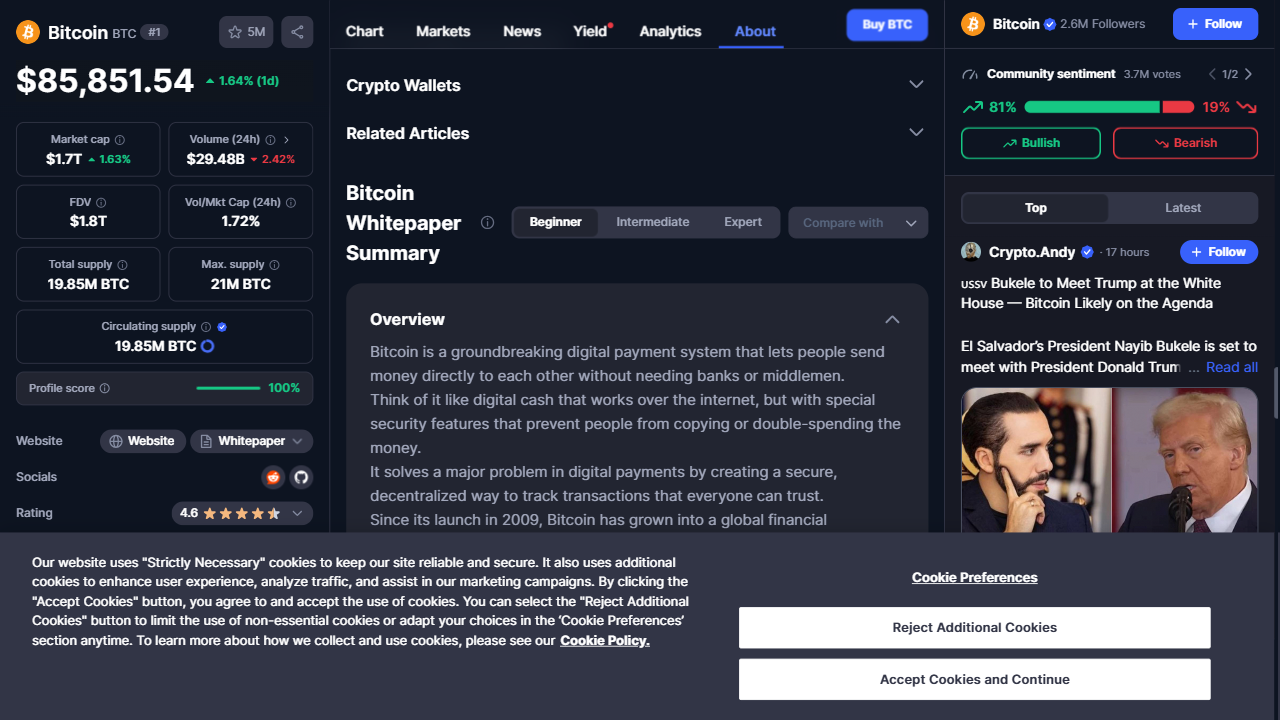 Bitcoin BTC #1
5M
$85,851.54 1.64% (1d)
Market cap
$1.7T 1.63%
Volume (24h)
$29.48B 2.42%
FDV
$1.8T
Vol/Mkt Cap (24h)
1.72%
Total supply
19.85M BTC
Max. supply
21M BTC
Circulating supply
19.85M BTC
Profile score 100%
Website Website Whitepaper
Socials
Rating 4.6
Chart Markets News Yield Analytics About Buy BTC
Crypto Wallets
Related Articles
Bitcoin
Whitepaper
Summary
Beginner Intermediate Expert Compare with
Overview
Bitcoin is a groundbreaking digital payment system that lets people send
money directly to each other without needing banks or middlemen.
Think of it like digital cash that works over the internet, but with special
security features that prevent people from copying or double-spending the
money.
It solves a major problem in digital payments by creating a secure,
decentralized way to track transactions that everyone can trust.
Since its launch in 2009, Bitcoin has grown into a global financial
Bitcoin 2.6M Followers + Follow
Community sentiment 3.7M votes 1/2
81% 19%
Bullish Bearish
Top Latest
Crypto.Andy · 17 hours + Follow
ussv Bukele to Meet Trump at the White
House — Bitcoin Likely on the Agenda
El Salvador’s President Nayib Bukele is set to
meet with President Donald Trum ... Read all
Our website uses "Strictly Necessary" cookies to keep our site reliable and secure. It also uses additional
cookies to enhance user experience, analyze traffic, and assist in our marketing campaigns. By clicking the
"Accept Cookies" button, you agree to and accept the use of cookies. You can select the "Reject Additional
Cookies" button to limit the use of non-essential cookies or adapt your choices in the ‘Cookie Preferences’
section anytime. To learn more about how we collect and use cookies, please see our Cookie Policy.
Cookie Preferences
Reject Additional Cookies
Accept Cookies and Continue